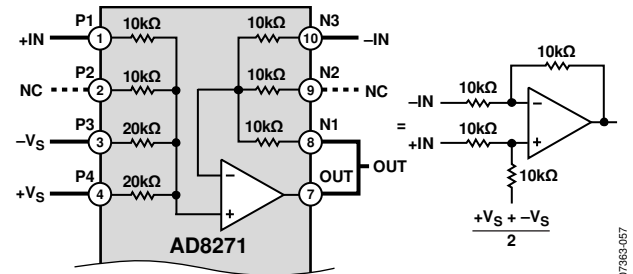 P1
+IN
1
10kΩ
P2
NC
2
10kΩ
P3
–VS
3
20kΩ
P4
+VS
4
20kΩ
10kΩ
N3
10
–IN
10kΩ
N2
9
NC
10kΩ
N1
8
OUT
7
OUT
–
+
AD8271
=
10kΩ
–IN
10kΩ
–
+IN
10kΩ
+
10kΩ
+VS + –VS
2
07363-057